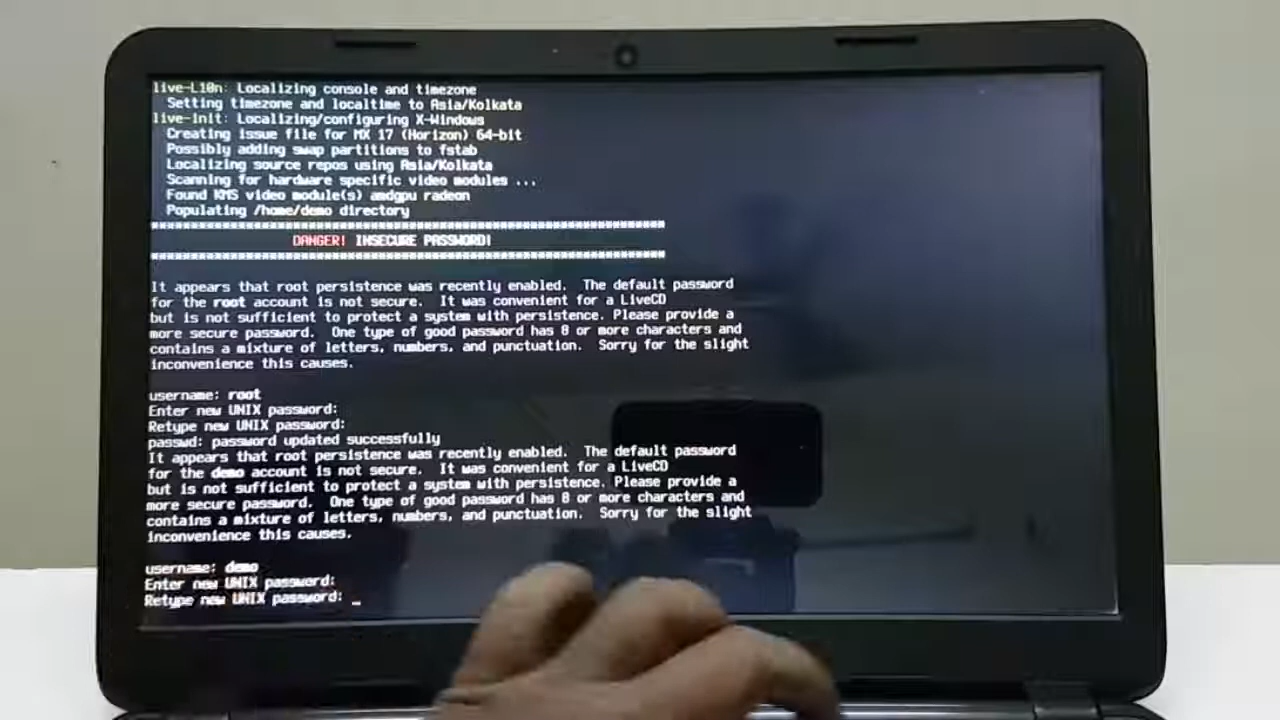 live-L10n: Localizing console and timezone
Setting timezone and localtime to Asia/Kolkata
live-init: Localizing/configuring X-Windows
Creating issue file for MX 17 (Horizon) 64-bit
Possibly adding swap partitions to fstab
Localizing source repos using Asia/Kolkata
Scanning for hardware specific video modules ...
Found KMS video module(s) amdgpu radeon
Populating /home/demo directory
DANGER! INSECURE PASSWORD!
It appears that root persistence was recently enabled.  The default password
for the root account is not secure.  It was convenient for a LiveCD
but is not sufficient to protect a system with persistence. Please provide a
more secure password.  One type of good password has 8 or more characters and
contains a mixture of letters, numbers, and punctuation.  Sorry for the slight
inconvenience this causes.
username: root
Enter new UNIX password:
Retype new UNIX password:
passwd: password updated successfully
It appears that root persistence was recently enabled.  The default password
for the demo account is not secure.  It was convenient for a LiveCD
but is not sufficient to protect a system with persistence. Please provide a
more secure password.  One type of good password has 8 or more characters and
contains a mixture of letters, numbers, and punctuation.  Sorry for the slight
inconvenience this causes.
username: demo
Enter new UNIX password:
Retype new UNIX password: _